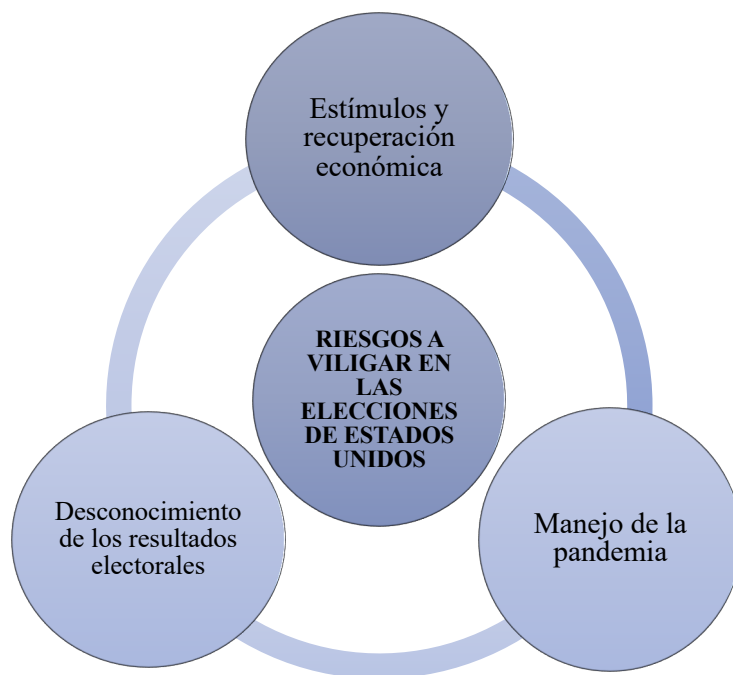 Estímulos y
recuperación
económica
RIESGOS A
VILIGAR EN
LAS
ELECCIONES
DE ESTADOS
UNIDOS
Desconocimiento
de los resultados
electorales
Manejo de la
pandemia